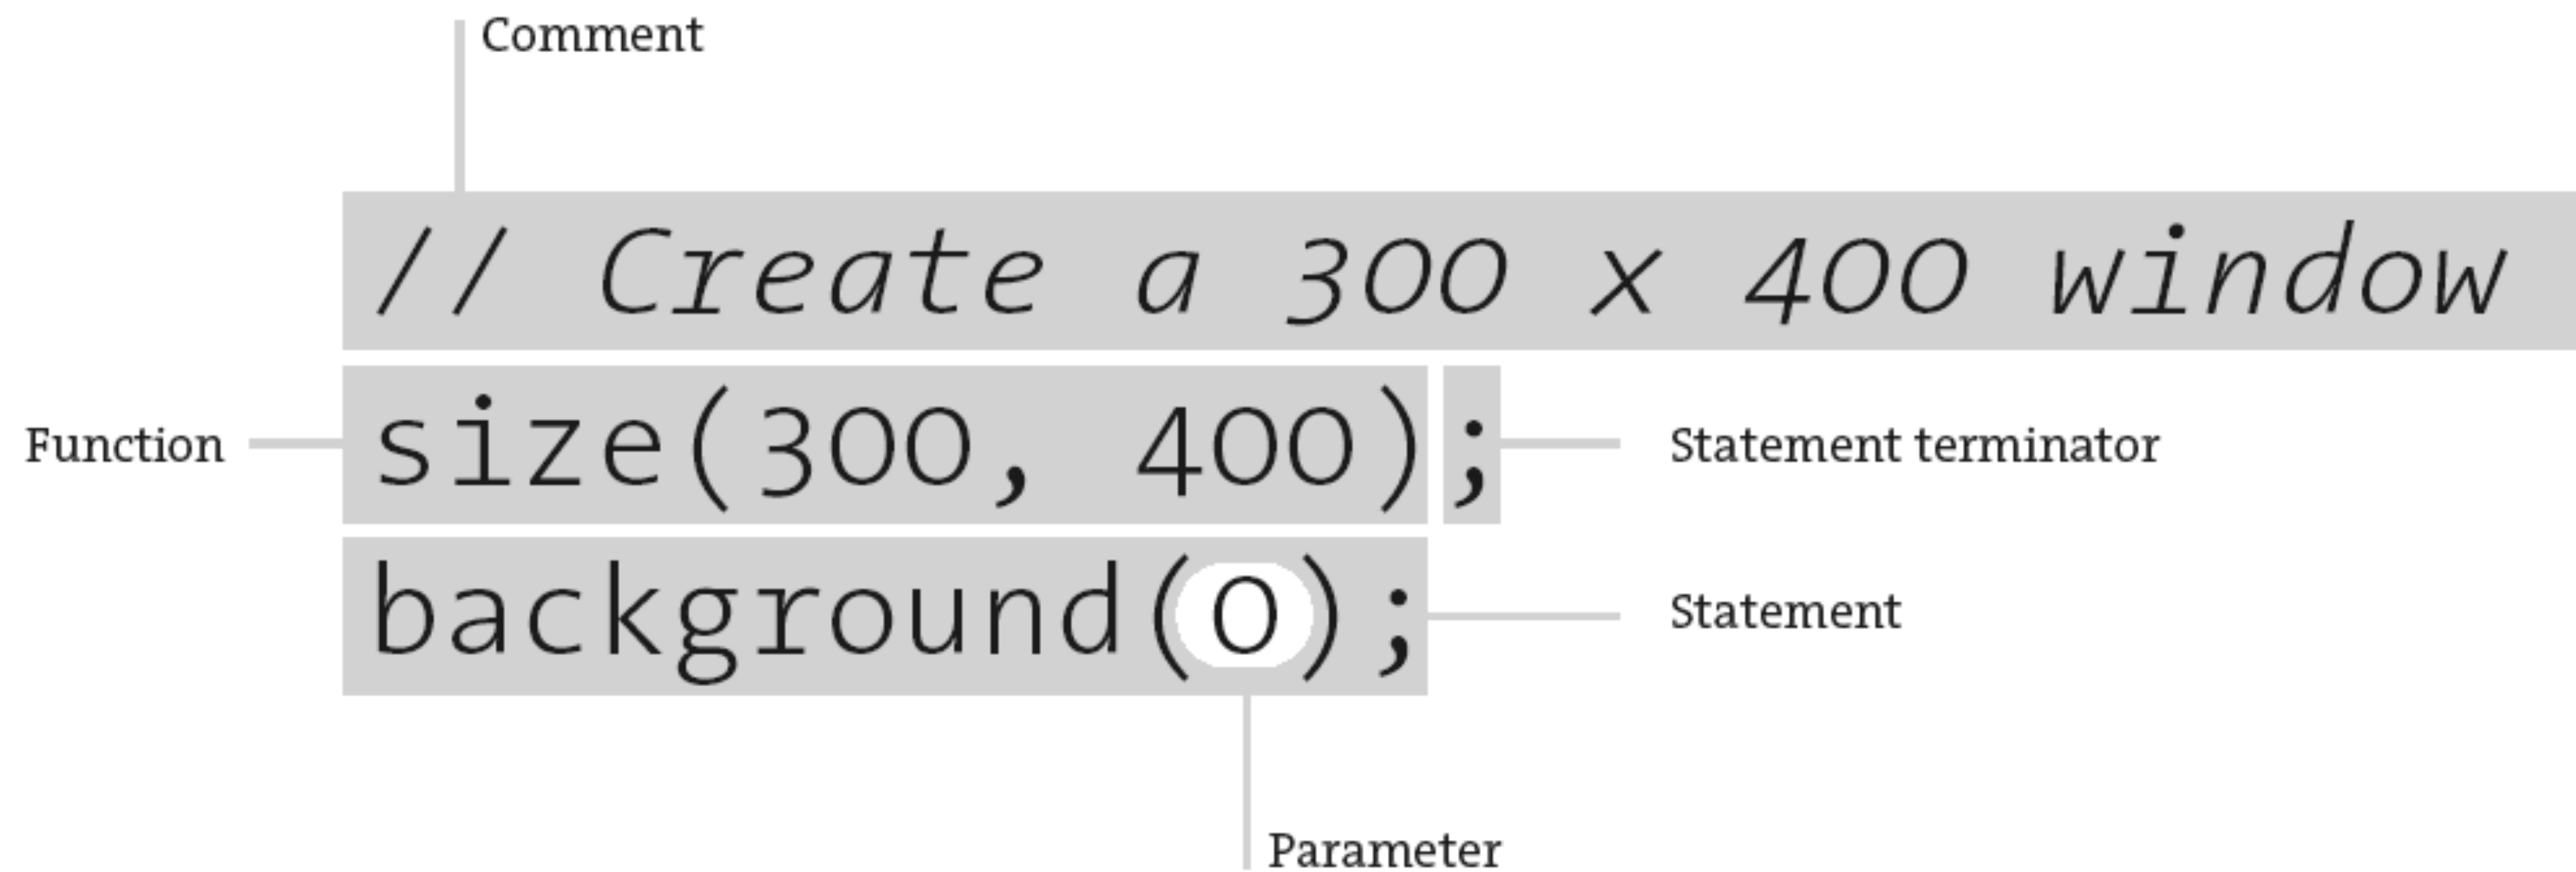 Comment
// Create a 300 x 400 window
Function
size(300, 400);
Statement terminator
background(0);
Statement
Parameter